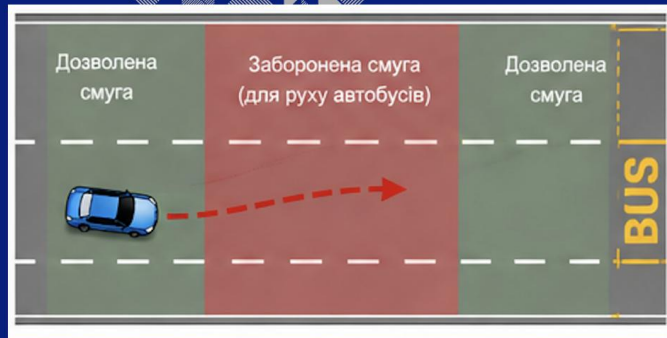 Дозволена
смуга
Заборонена смуга
(для руху автобусів)
Дозволена
смуга
BUS